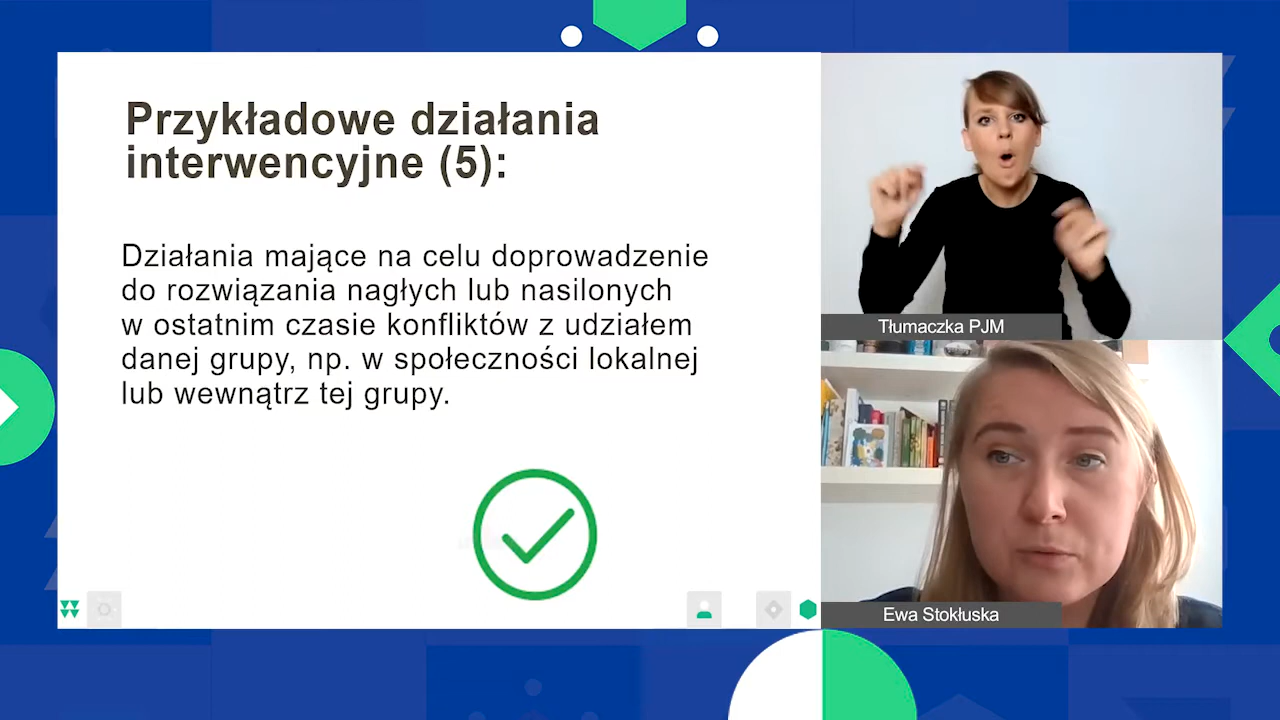 Przykładowe działania
interwencyjne (5):
Działania mające na celu doprowadzenie
do rozwiązania nagłych lub nasilonych
w ostatnim czasie konfliktów z udziałem
danej grupy, np. w społeczności lokalnej
lub wewnątrz tej grupy.
Tłumaczka PJM
Ewa Stokłuska